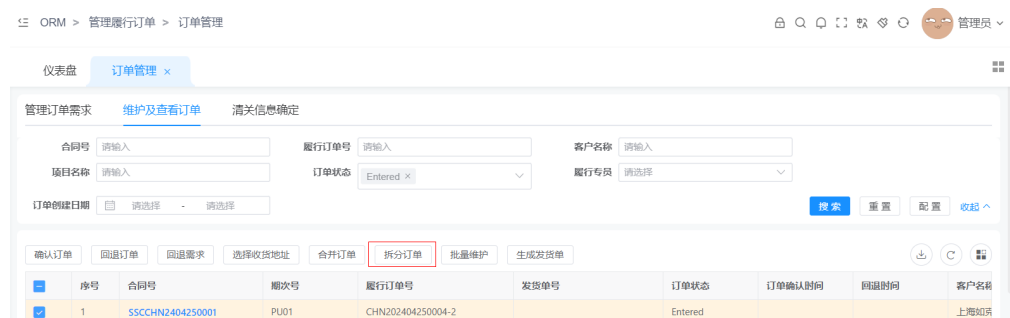 ORM > 管理履行订单 > 订单管理 管理员
仪表盘 订单管理 ×
管理订单需求 维护及查看订单 清关信息确定
合同号 请输入 履行订单号 请输入 客户名称 请输入
项目名称 请输入 订单状态 Entered × 履行专员 请选择
订单创建日期 请选择 - 请选择 搜索 重置 配置 收起
确认订单 回退订单 回退需求 选择收货地址 合并订单 拆分订单 批量维护 生成发货单
序号 合同号 期次号 履行订单号 发货单号 订单状态 订单确认时间 回退时间 客户名称
1 SSCCHN2404250001 PU01 CHN202404250004-2 Entered 上海如克